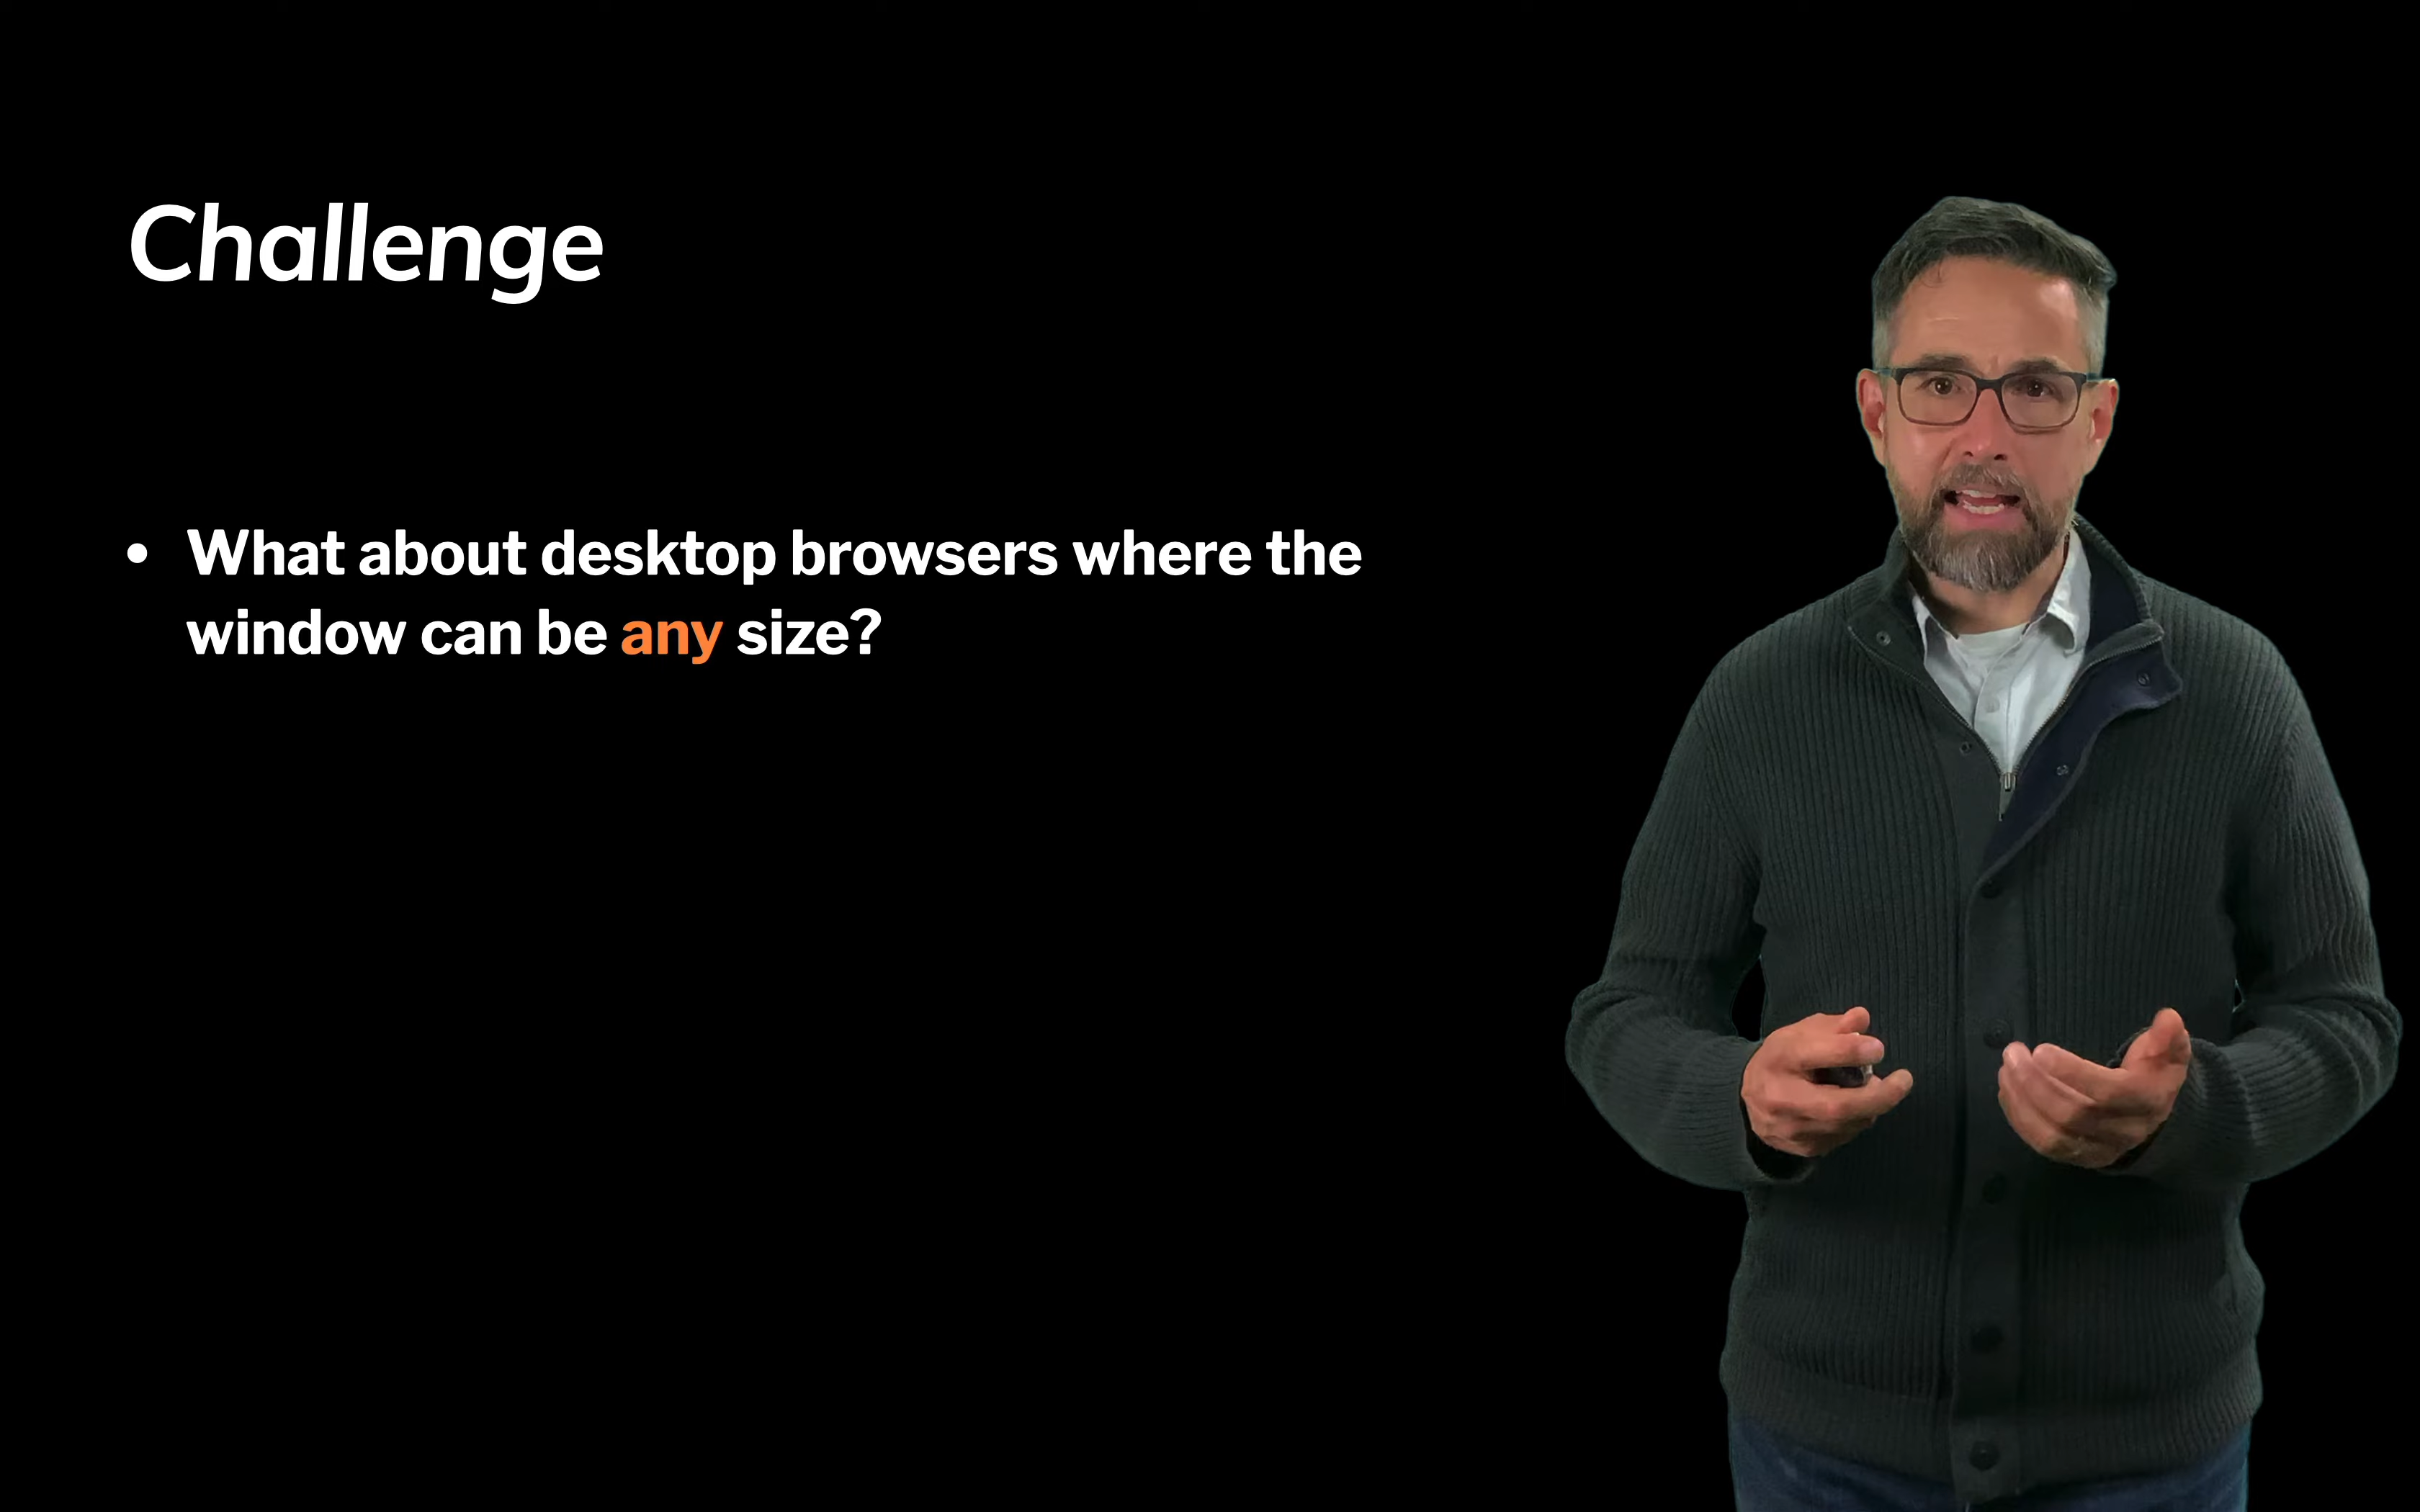 Challenge
• What about desktop browsers where the
window can be any size?